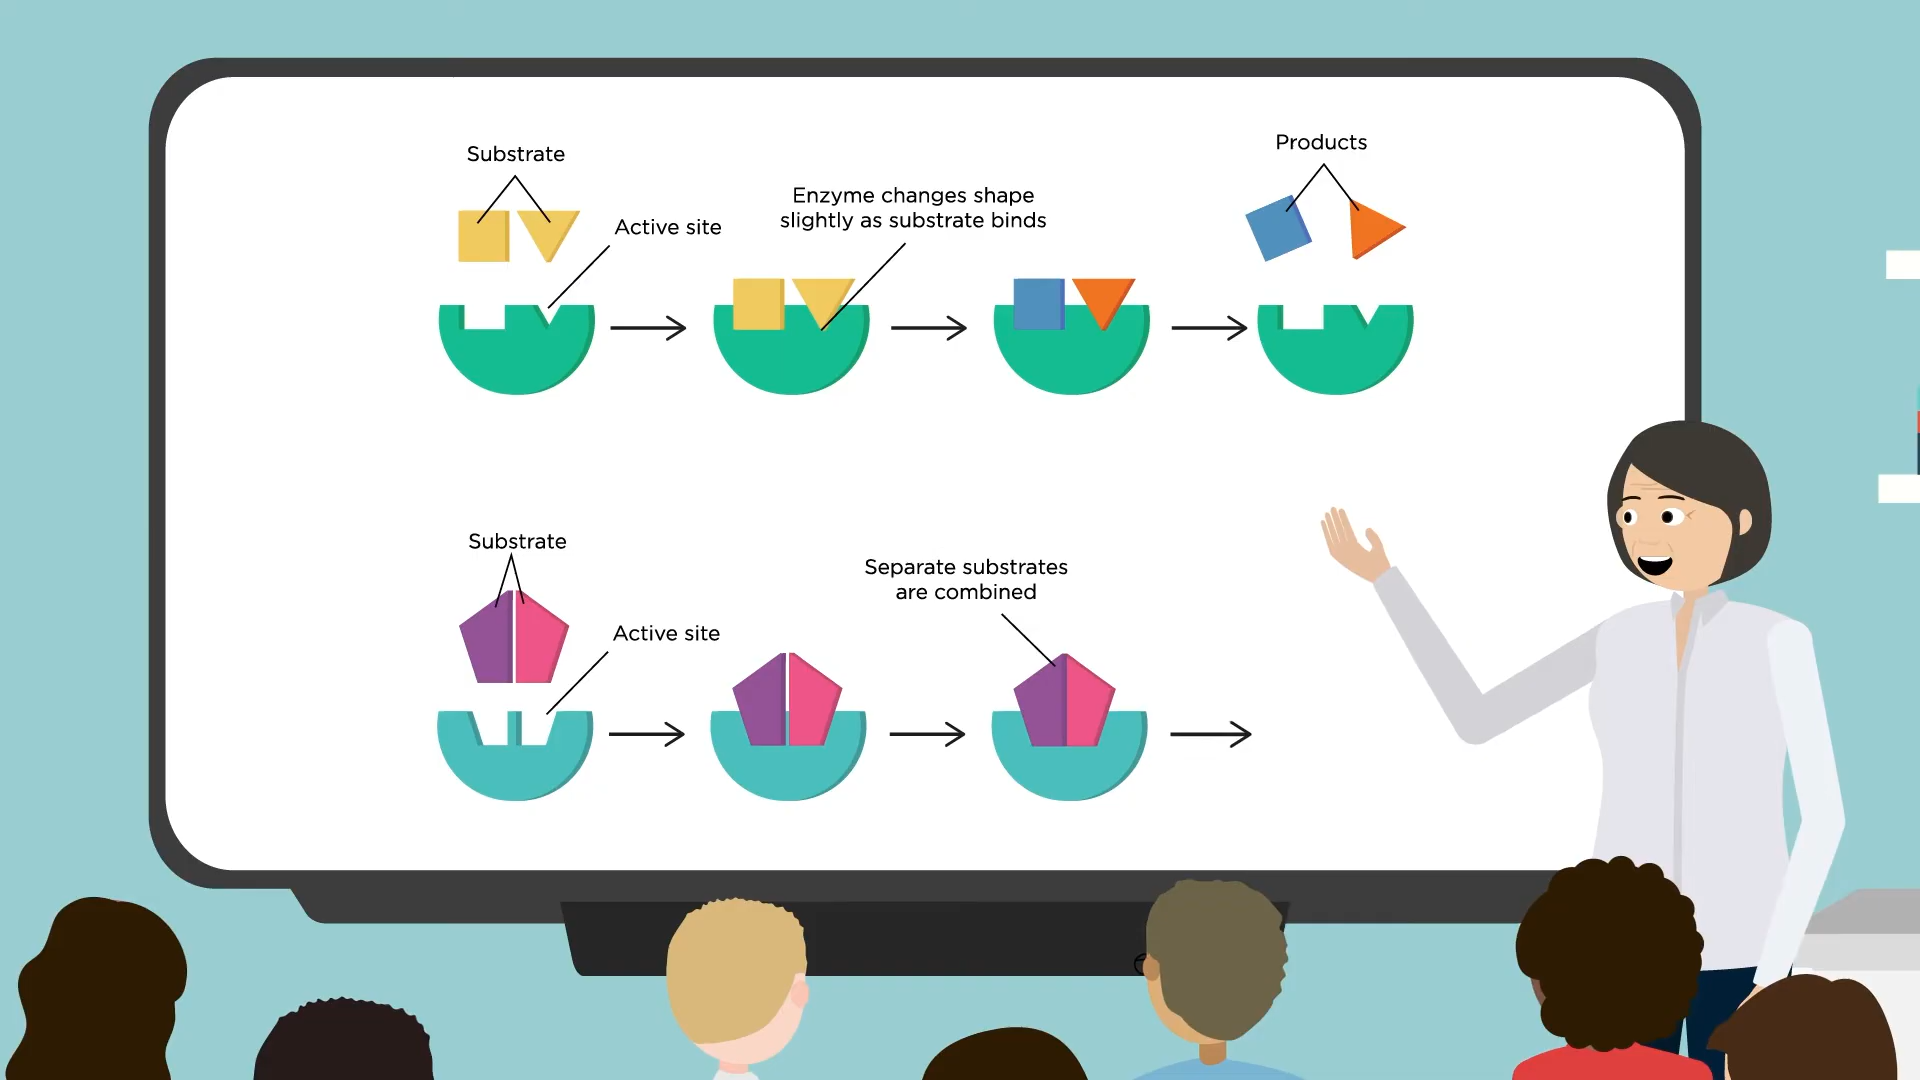 Substrate
Products
Active site
Enzyme changes shape
slightly as substrate binds
Substrate
Active site
Separate substrates
are combined